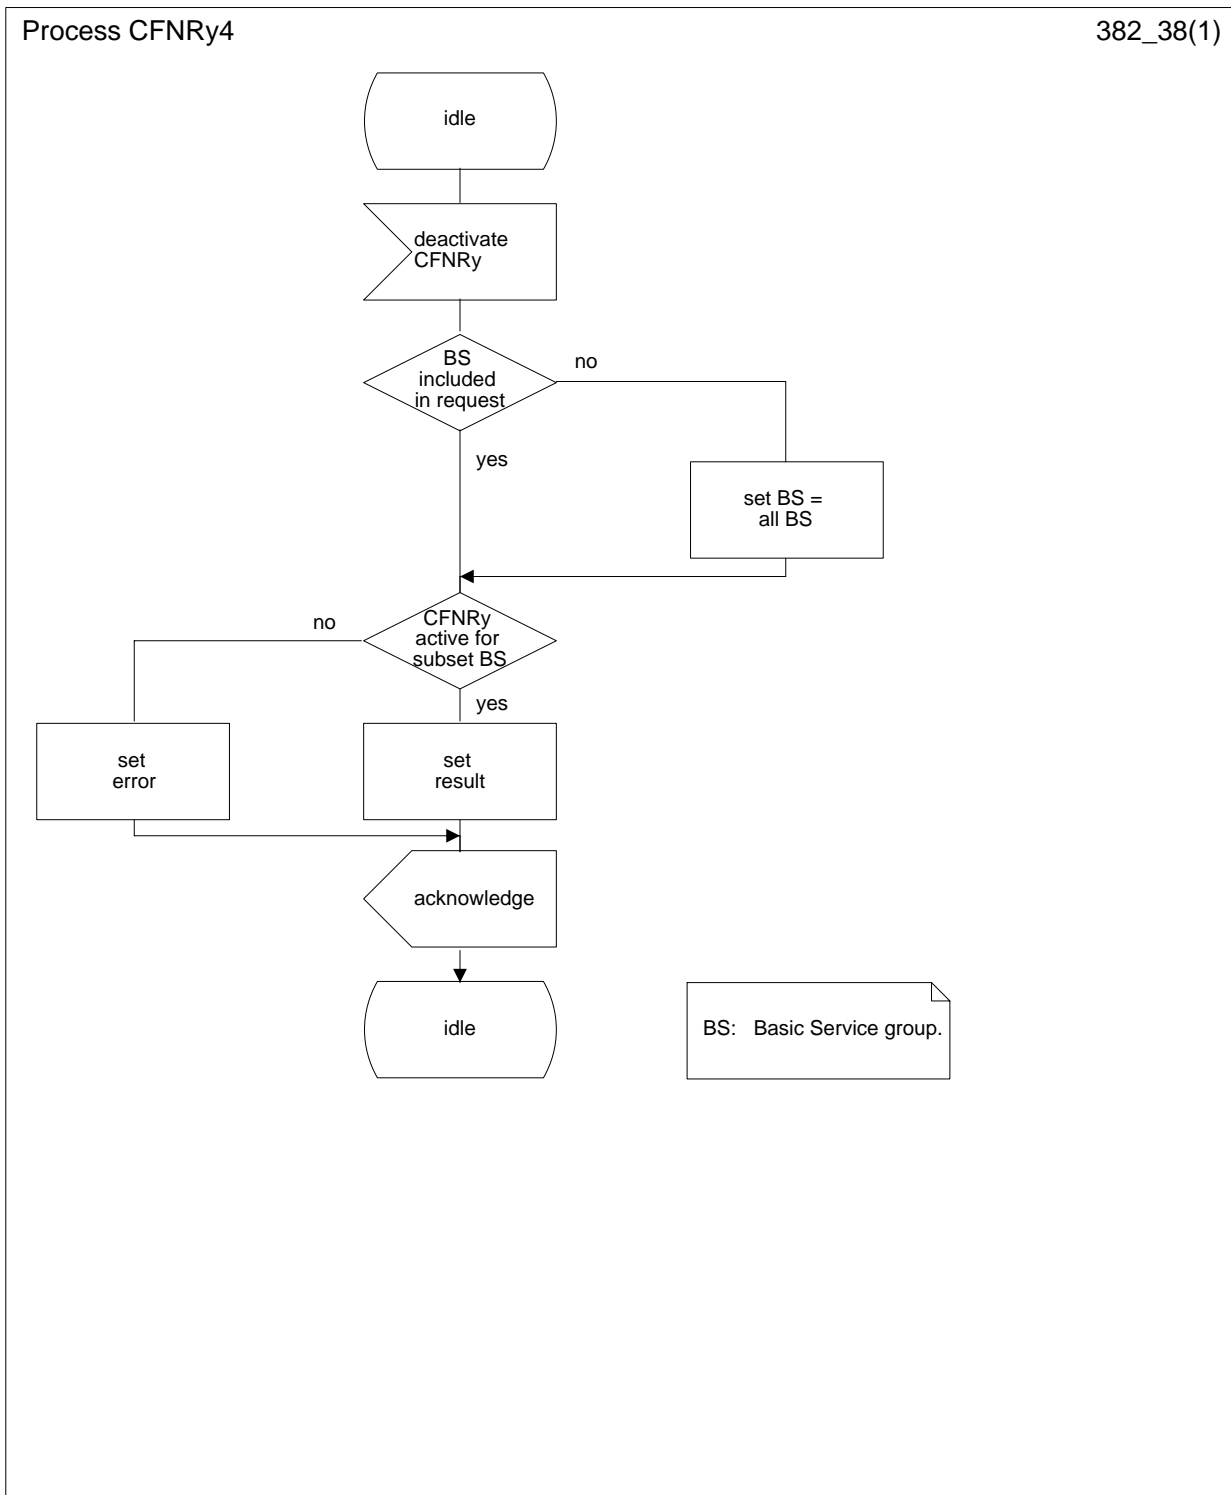 Process CFNRy4
382_38(1)
idle
deactivate
CFNRy
BS
included
in request
no
yes
set BS =
all BS
CFNRy
active for
subset BS
no
yes
set
error
set
result
acknowledge
idle
BS: Basic Service group.